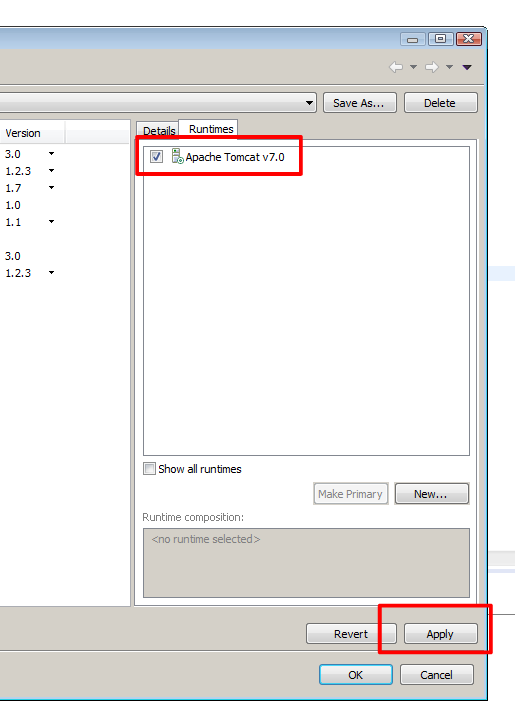 Save As...
Delete
Version
3.0
1.2.3
1.7
1.0
1.1
3.0
1.2.3
Details
Runtimes
Apache Tomcat v7.0
Show all runtimes
Make Primary
New...
Runtime composition:
<no runtime selected>
Revert
Apply
OK
Cancel